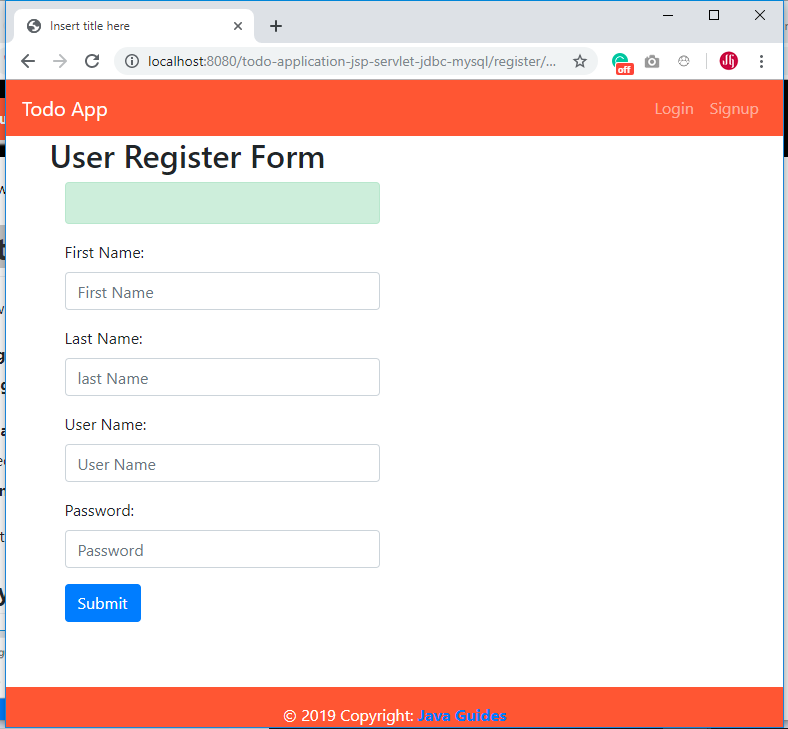 Insert title here
localhost:8080/todo-application-jsp-servlet-jdbc-mysql/register/...
off
Todo App
Login
Signup
User Register Form
First Name:
First Name
Last Name:
last Name
User Name:
User Name
Password:
Password
Submit
© 2019 Copyright: Java Guides